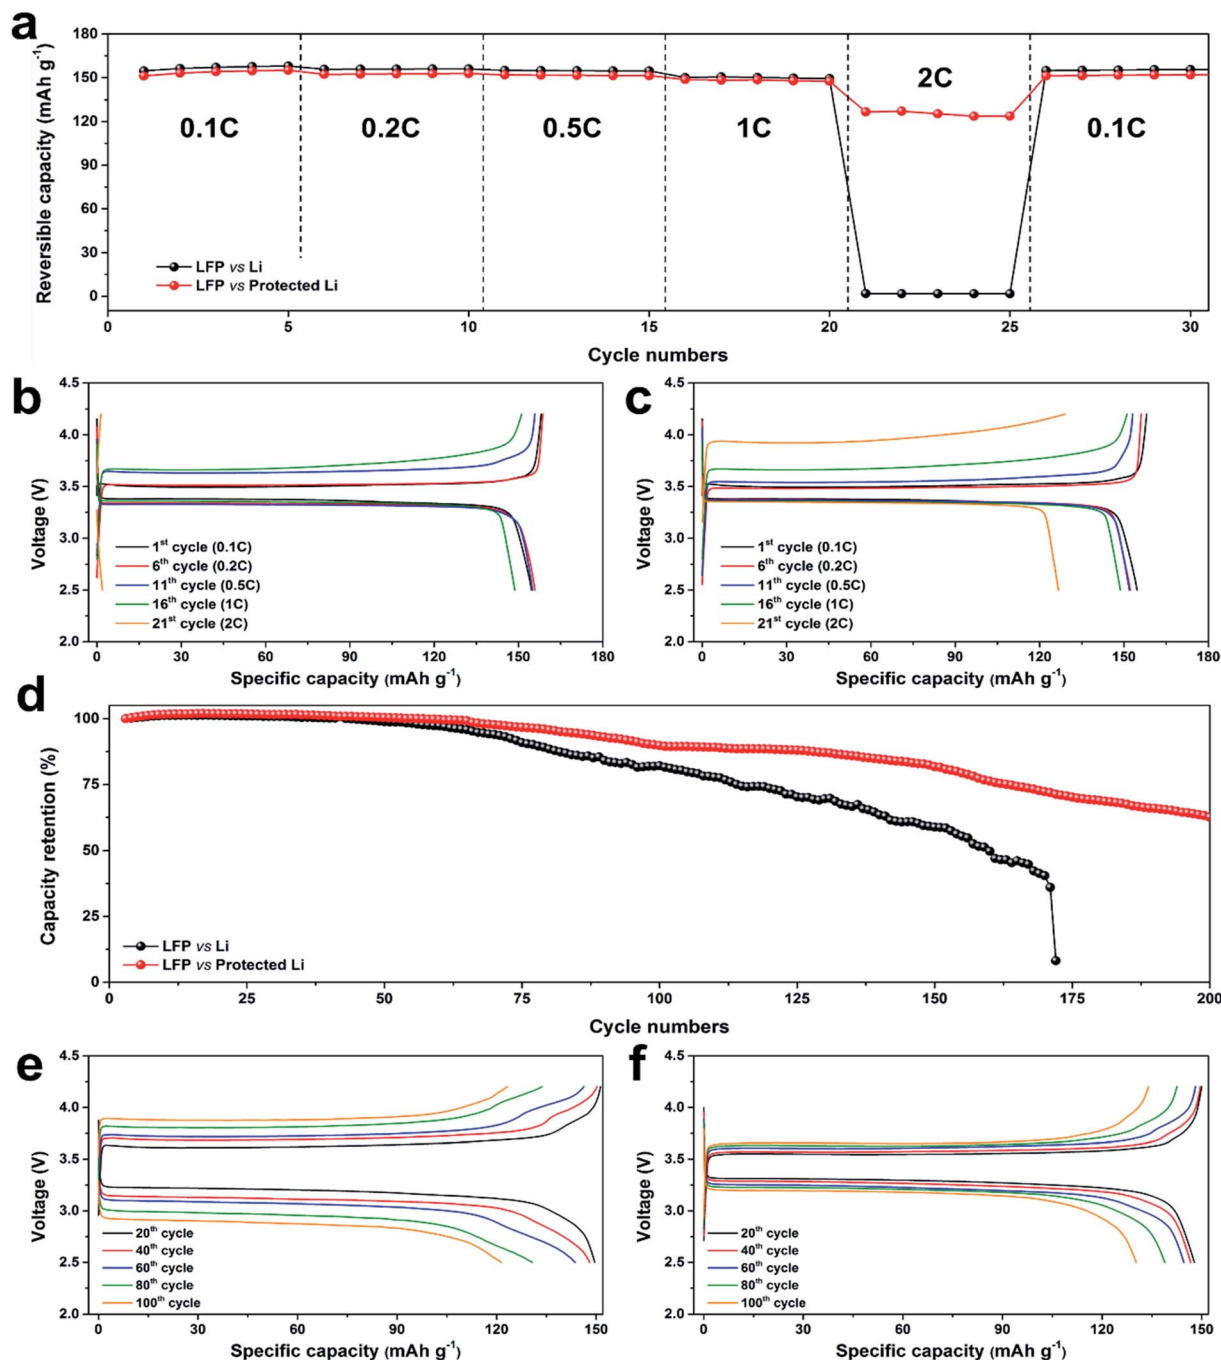 a
180
150
120
90
60
30
0
Reversible capacity (mAh g⁻¹)
0.1C
0.2C
0.5C
1C
2C
0.1C
LFP vs Li
LFP vs Protected Li
0 5 10 15 20 25 30
Cycle numbers
b
4.5
4.0
3.5
3.0
2.5
2.0
Voltage (V)
1st cycle (0.1C)
6th cycle (0.2C)
11th cycle (0.5C)
16th cycle (1C)
21st cycle (2C)
0 30 60 90 120 150 180
Specific capacity (mAh g⁻¹)
c
4.5
4.0
3.5
3.0
2.5
2.0
Voltage (V)
1st cycle (0.1C)
6th cycle (0.2C)
11th cycle (0.5C)
16th cycle (1C)
21st cycle (2C)
0 30 60 90 120 150 180
Specific capacity (mAh g⁻¹)
d
100
75
50
25
0
Capacity retention (%)
LFP vs Li
LFP vs Protected Li
0 25 50 75 100 125 150 175 200
Cycle numbers
e
4.5
4.0
3.5
3.0
2.5
2.0
Voltage (V)
20th cycle
40th cycle
60th cycle
80th cycle
100th cycle
0 30 60 90 120 150
Specific capacity (mAh g⁻¹)
f
4.5
4.0
3.5
3.0
2.5
2.0
Voltage (V)
20th cycle
40th cycle
60th cycle
80th cycle
100th cycle
0 30 60 90 120 150
Specific capacity (mAh g⁻¹)